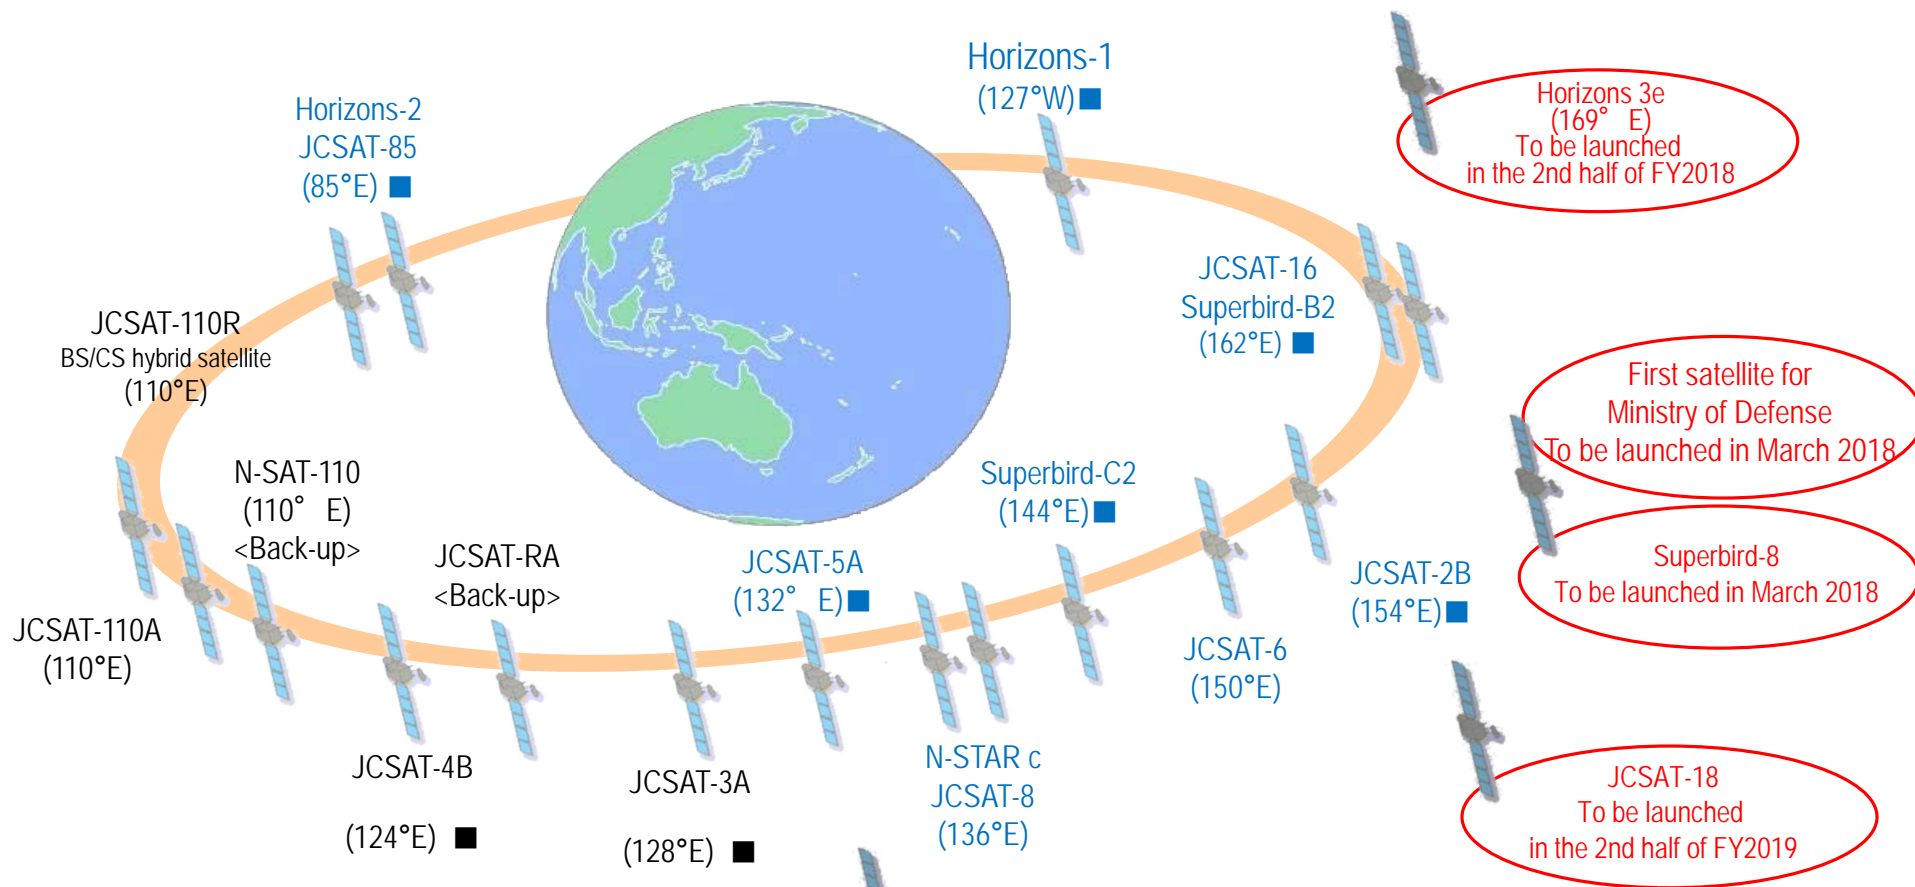 Horizons-1
(127°W) ■
Horizons 3e
(169° E)
To be launched
in the 2nd half of FY2018
Horizons-2
JCSAT-85
(85°E) ■
JCSAT-16
Superbird-B2
(162°E) ■
JCSAT-110R
BS/CS hybrid satellite
(110°E)
First satellite for
Ministry of Defense
To be launched in March 2018
N-SAT-110
(110° E)
<Back-up>
Superbird-C2
(144°E) ■
JCSAT-RA
<Back-up>
JCSAT-5A
(132° E) ■
JCSAT-2B
(154°E) ■
Superbird-8
To be launched in March 2018
JCSAT-110A
(110°E)
JCSAT-6
(150°E)
JCSAT-4B
(124°E) ■
JCSAT-3A
(128°E) ■
N-STAR c
JCSAT-8
(136°E)
JCSAT-18
To be launched
in the 2nd half of FY2019